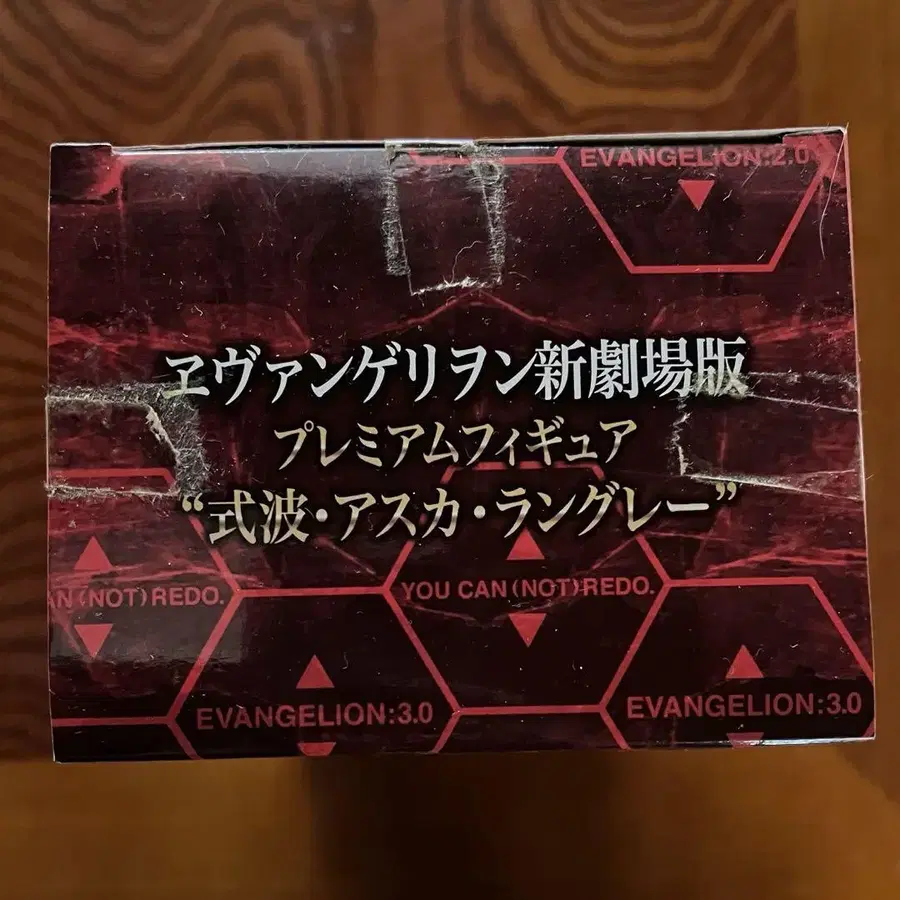 EVANGELION:2.0
ヱヴァンゲリヲン新劇場版
プレミアムフィギュア
“式波・アスカ・ラングレー”
AN (NOT) REDO.
YOU CAN (NOT) REDO.
EVANGELION:3.0
EVANGELION:3.0